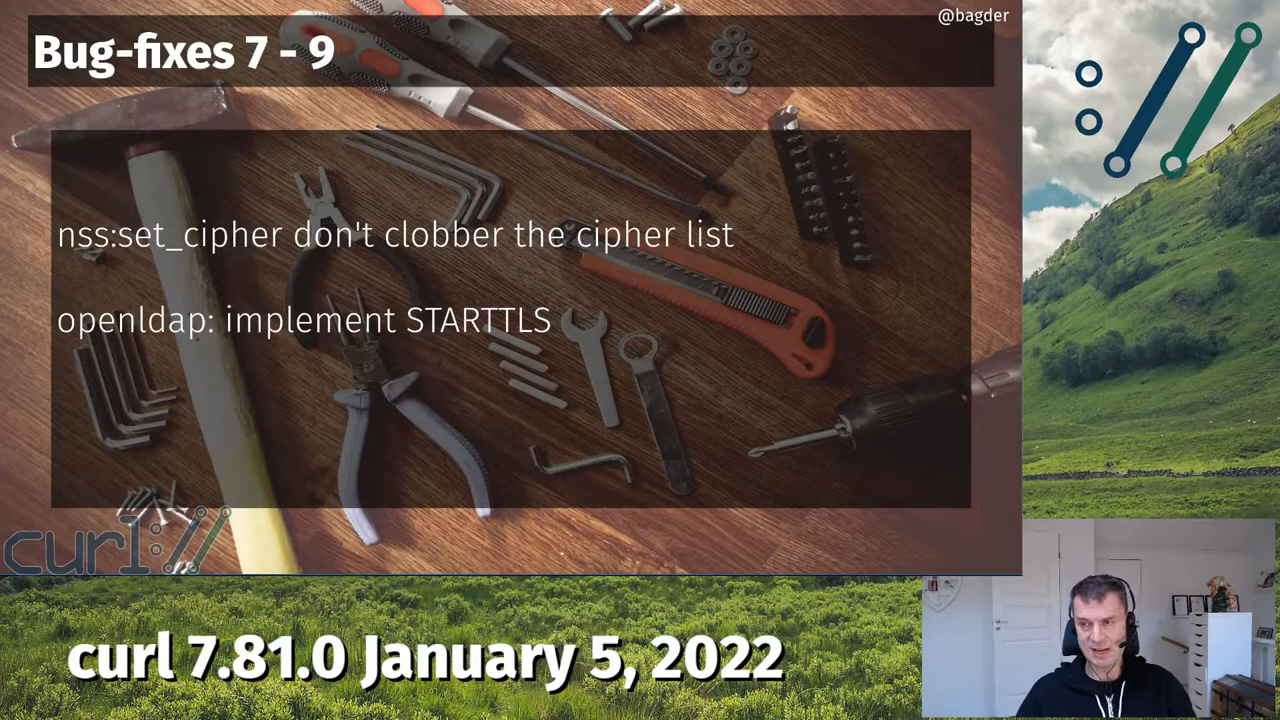 @bagder
Bug-fixes 7 - 9
nss:set_cipher don't clobber the cipher list
openldap: implement STARTTLS
curl://
curl 7.81.0 January 5, 2022